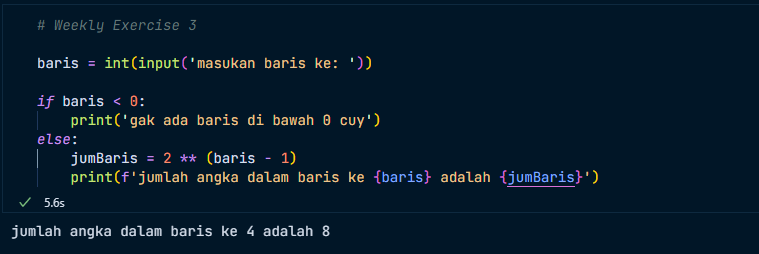 # Weekly Exercise 3
baris = int(input('masukan baris ke: '))
if baris < 0:
print('gak ada baris di bawah 0 cuy')
else:
jumBaris = 2 ** (baris - 1)
print(f'jumlah angka dalam baris ke {baris} adalah {jumBaris}')
5.6s
jumlah angka dalam baris ke 4 adalah 8